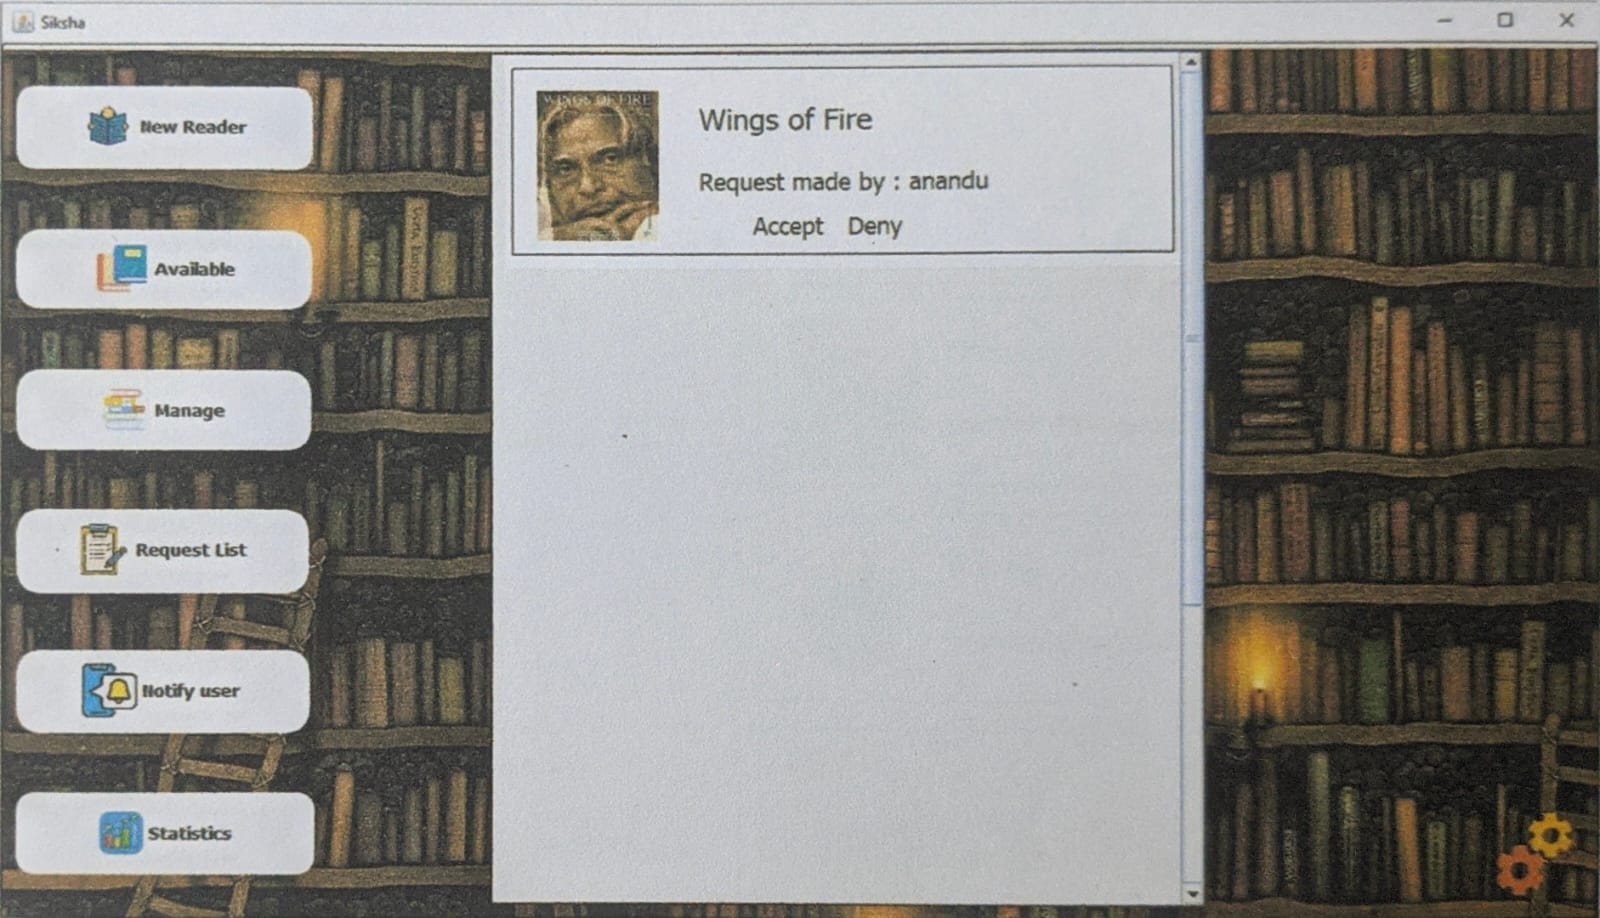 Siksha
New Reader
Available
Manage
Request List
Notify user
Statistics
WINGS OF FIRE
Wings of Fire
Request made by : anandu
Accept Deny